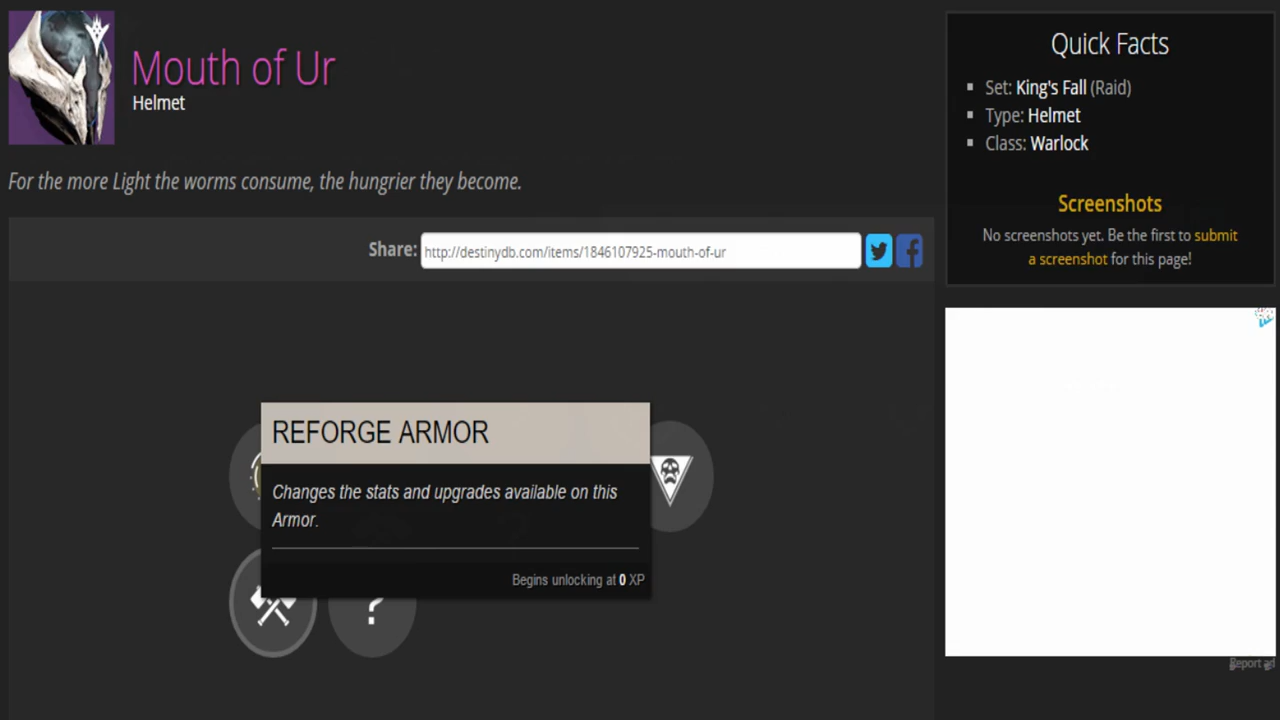 Mouth of Ur
Helmet
For the more Light the worms consume, the hungrier they become.
Share: http://destinydb.com/items/1846107925-mouth-of-ur
REFORGE ARMOR
Changes the stats and upgrades available on this
Armor.
Begins unlocking at 0 XP
?
Quick Facts
Set: King's Fall (Raid)
Type: Helmet
Class: Warlock
Screenshots
No screenshots yet. Be the first to submit
a screenshot for this page!
Report ad